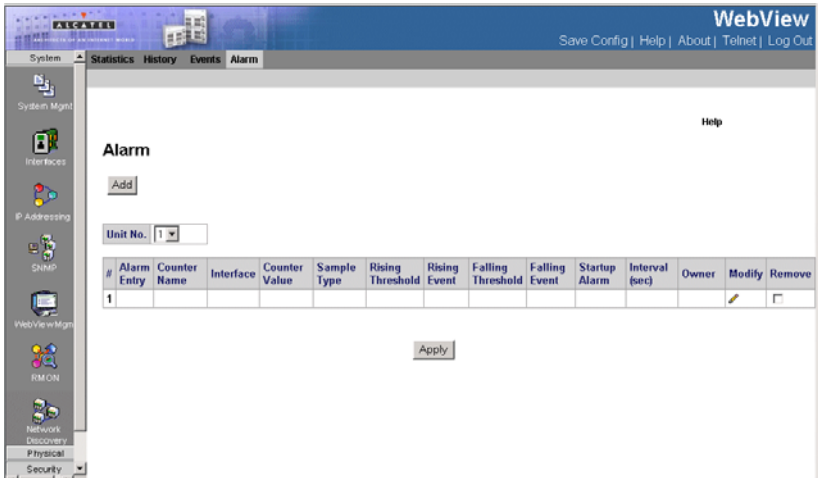 ALCATEL
WebView
Save Config | Help | About | Telnet | Log Out
System
Statistics History Events Alarm
System Mgmt
Help
Interfaces
Alarm
Add
IP Addressing
Unit No. 1
SNMP
# Alarm Entry Counter Name Interface Counter Value Sample Type Rising Threshold Rising Event Falling Threshold Falling Event Startup Alarm Interval (sec) Owner Modify Remove
1
WebViewMgm
Apply
RMON
Network
Discovery
Physical
Security